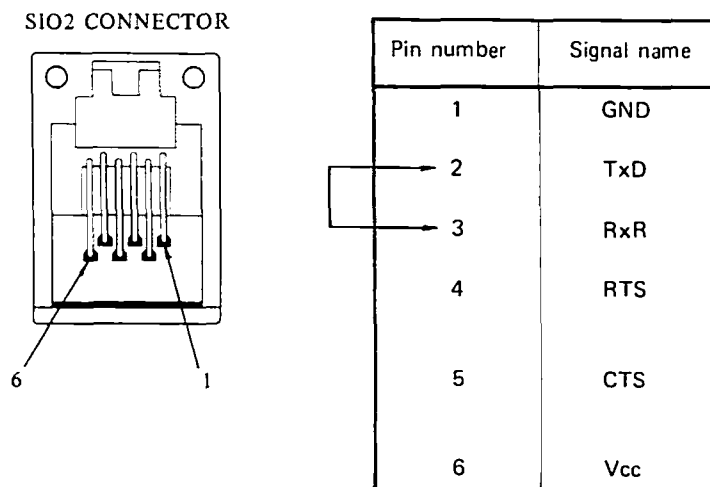 SIO2 CONNECTOR
6 1
Pin number Signal name
1 GND
2 TxD
3 RxR
4 RTS
5 CTS
6 Vcc